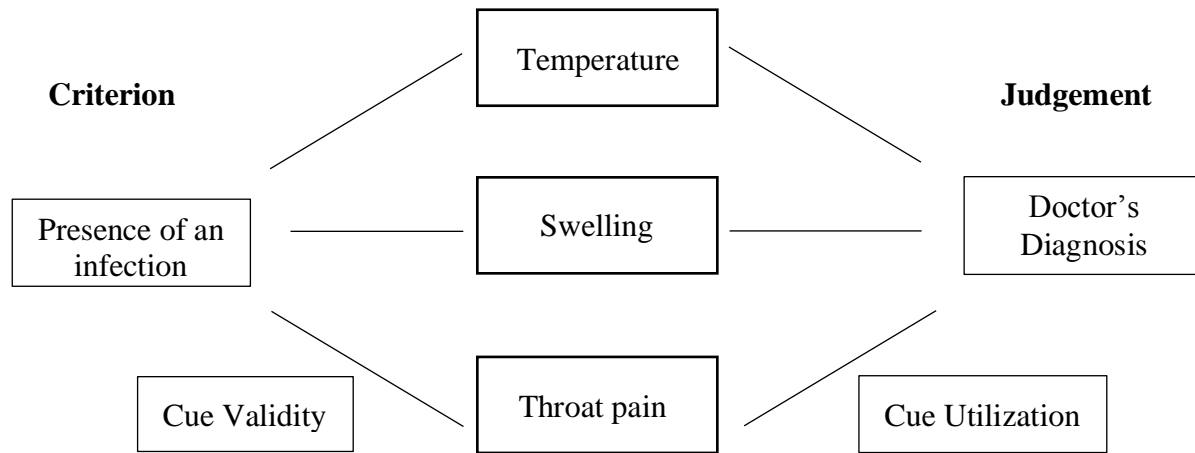 Temperature
Criterion
Judgement
Presence of an
infection
Swelling
Doctor’s
Diagnosis
Cue Validity
Throat pain
Cue Utilization